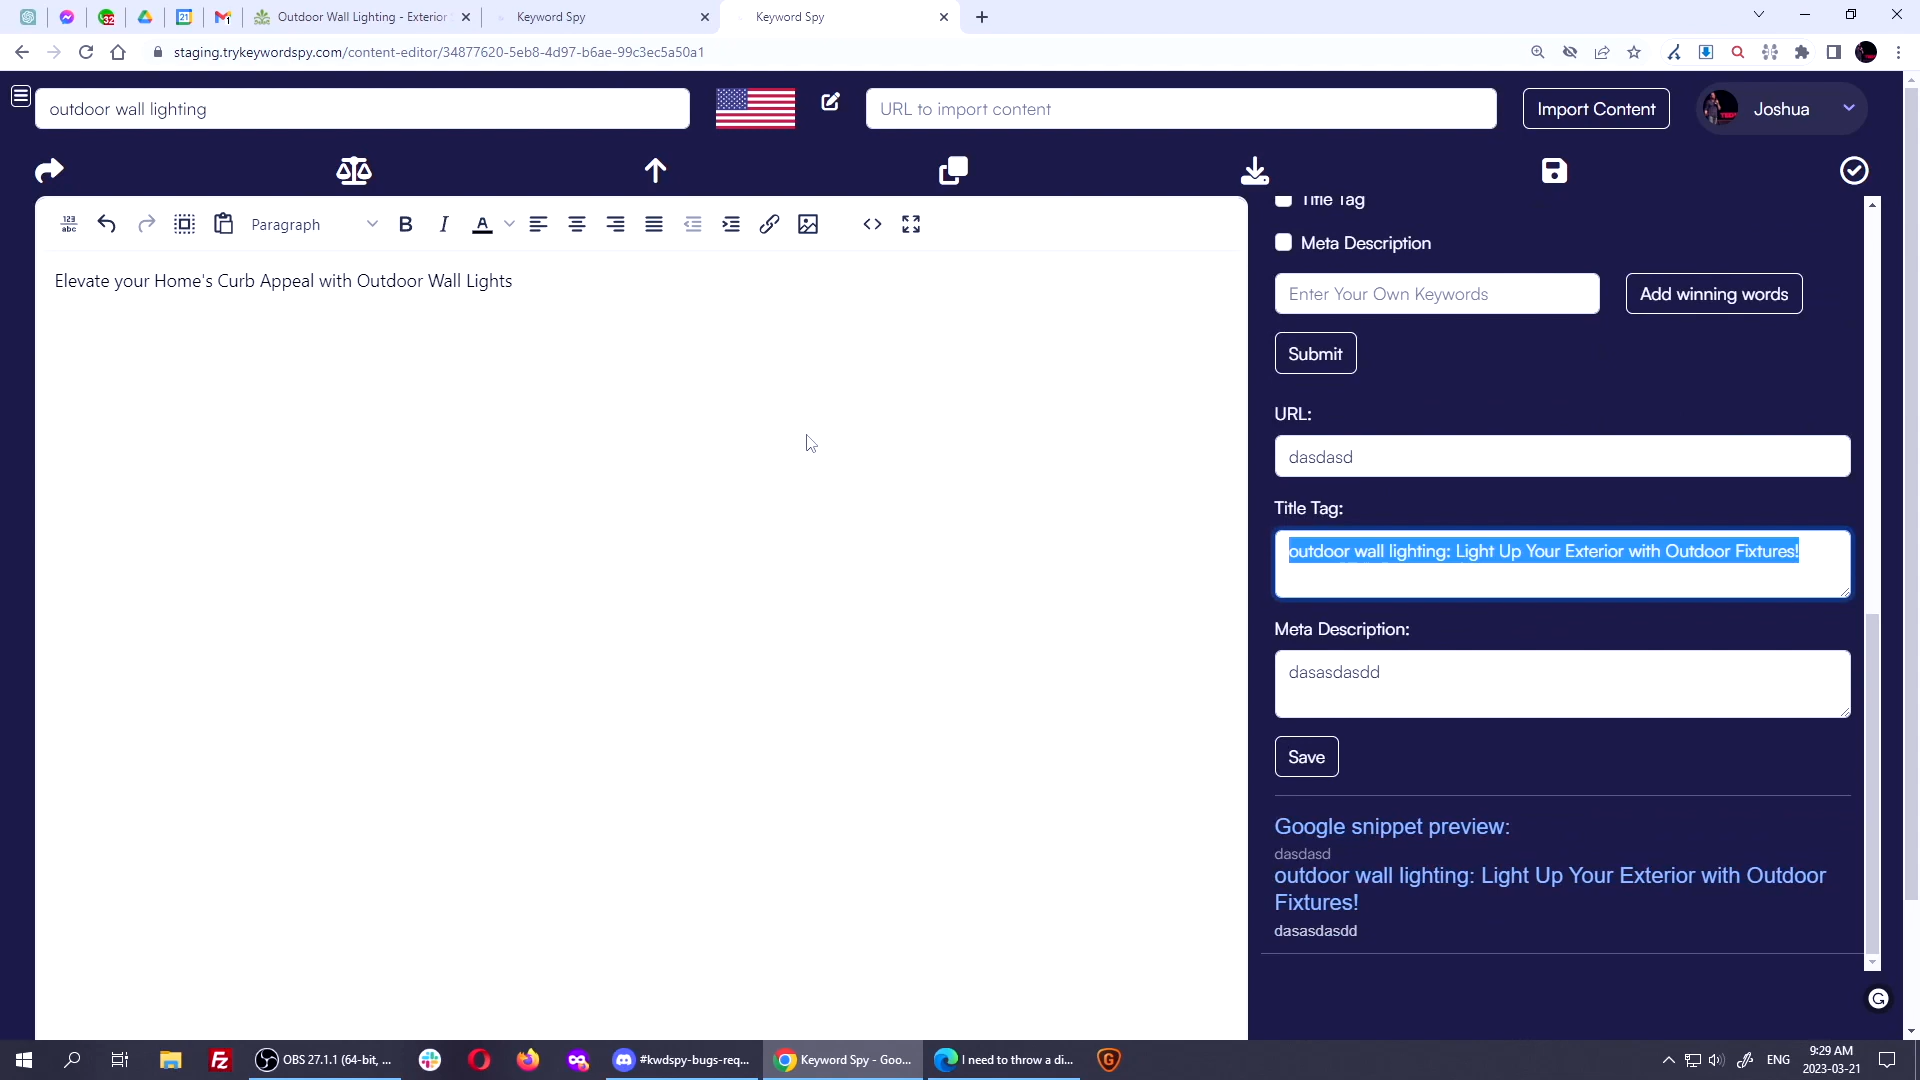 Outdoor Wall Lighting - Exterior
Keyword Spy
Keyword Spy
staging.trykeywordspy.com/content-editor/34877620-5eb8-4d97-b6ae-99c3ec5a50a1
outdoor wall lighting
URL to import content
Import Content
Joshua
123
abc
Paragraph
B
I
A
Elevate your Home's Curb Appeal with Outdoor Wall Lights
Title Tag
Meta Description
Enter Your Own Keywords
Add winning words
Submit
URL:
dasdasd
Title Tag:
outdoor wall lighting: Light Up Your Exterior with Outdoor Fixtures!
Meta Description:
dasasdasdd
Save
Google snippet preview:
dasdasd
outdoor wall lighting: Light Up Your Exterior with Outdoor
Fixtures!
dasasdasdd
OBS 27.1.1 (64-bit, ...
#kwdspy-bugs-req...
Keyword Spy - Goo...
I need to throw a di...
ENG
9:29 AM
2023-03-21